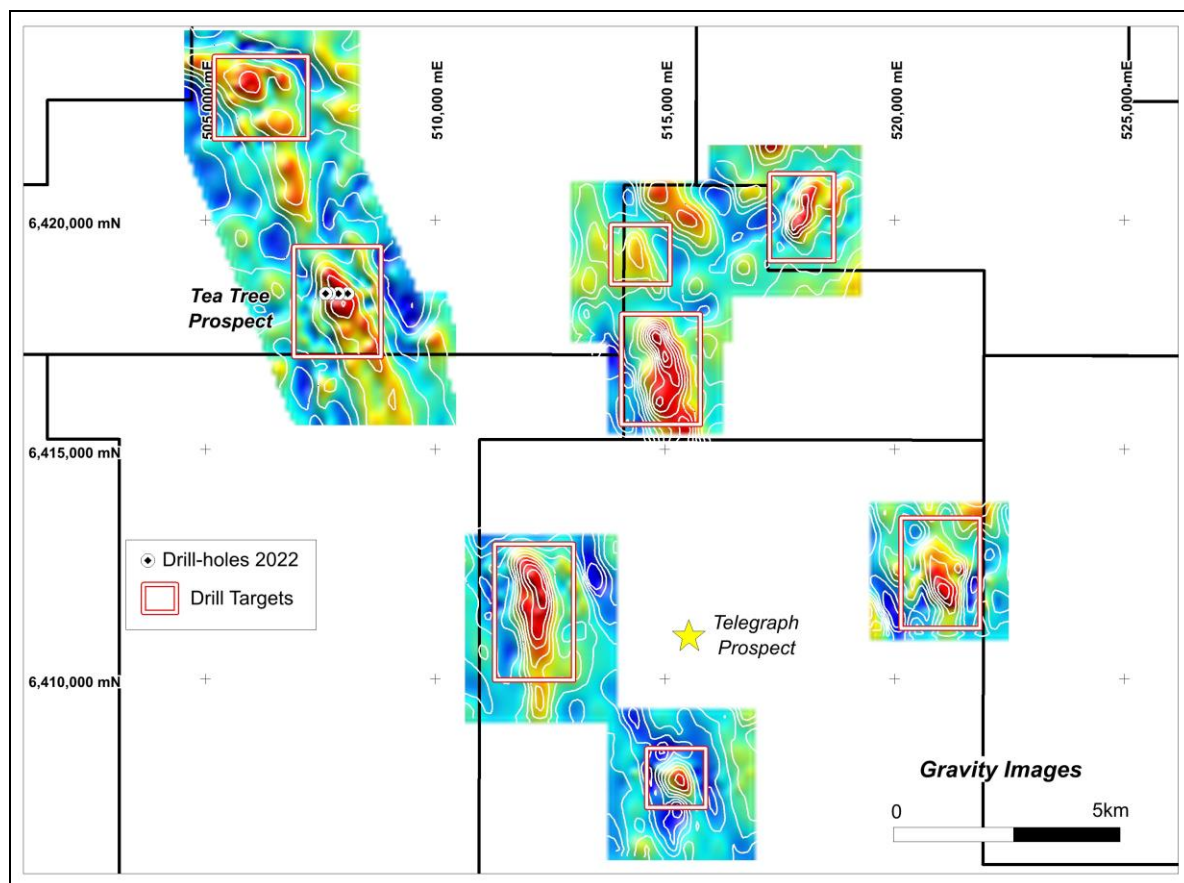 505,000 mE
510,000 mE
515,000 mE
520,000 mE
525,000 mE
6,420,000 mN
Tea Tree
Prospect
6,415,000 mN
Drill-holes 2022
Drill Targets
Telegraph
Prospect
6,410,000 mN
Gravity Images
0
5km